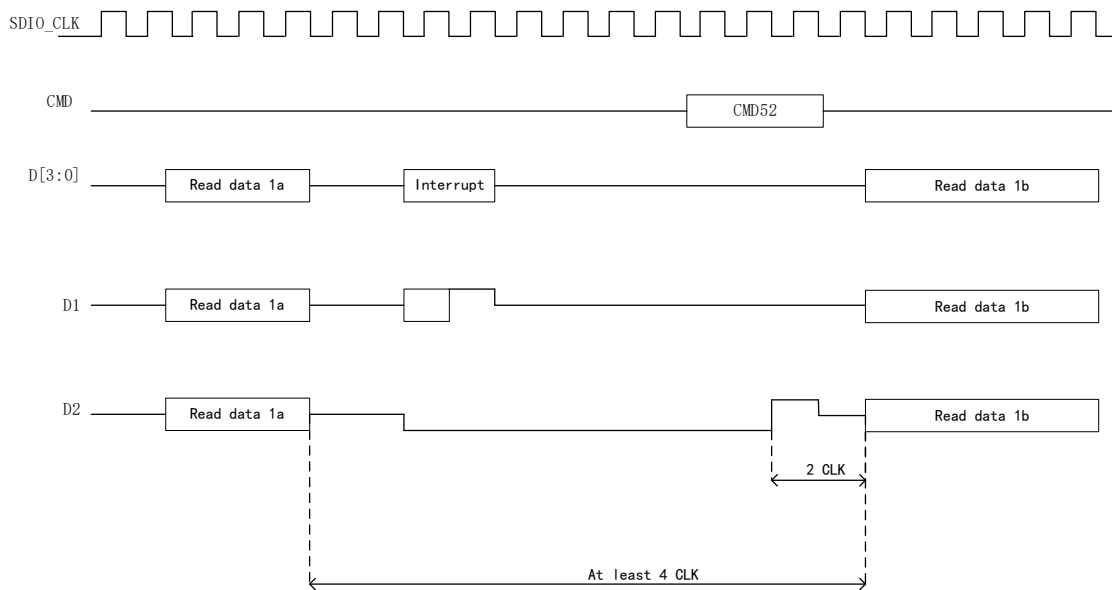 SDIO_CLK
CMD
CMD52
D[3:0]
Read data 1a
Interrupt
Read data 1b
D1
Read data 1a
Read data 1b
D2
Read data 1a
Read data 1b
2 CLK
At least 4 CLK